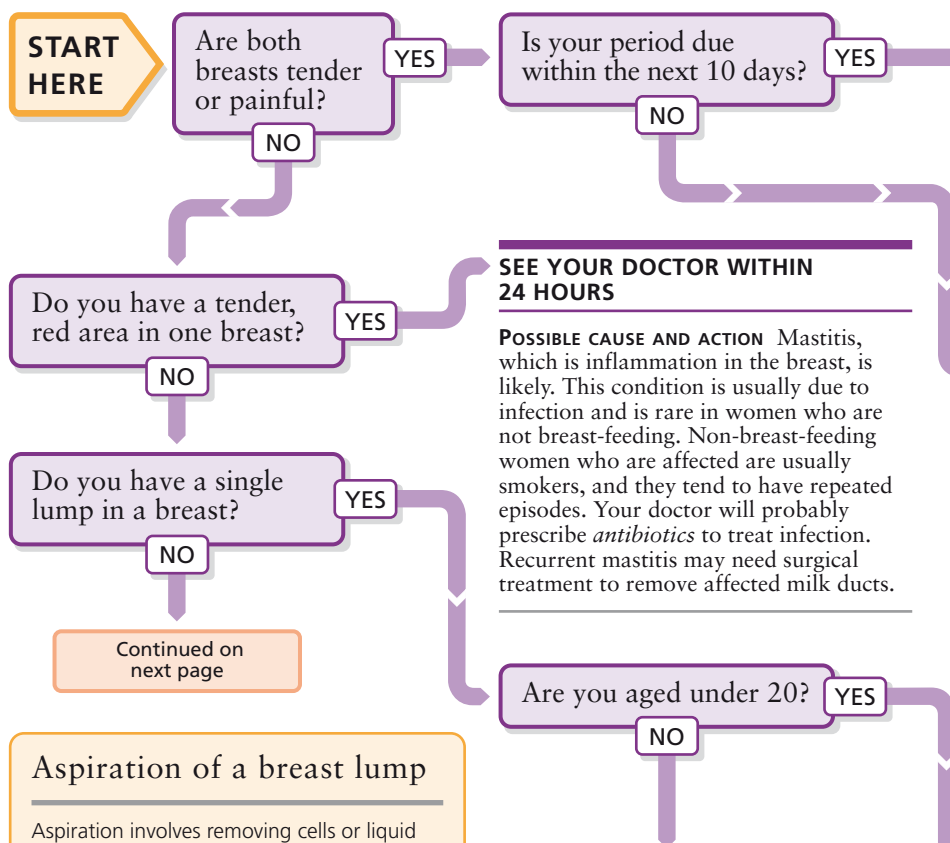 START
HERE
Are both
breasts tender
or painful?
YES
NO
Is your period due
within the next 10 days?
YES
NO
Do you have a tender,
red area in one breast?
YES
NO
SEE YOUR DOCTOR WITHIN
24 HOURS
POSSIBLE CAUSE AND ACTION Mastitis,
which is inflammation in the breast, is
likely. This condition is usually due to
infection and is rare in women who are
not breast-feeding. Non-breast-feeding
women who are affected are usually
smokers, and they tend to have repeated
episodes. Your doctor will probably
prescribe antibiotics to treat infection.
Recurrent mastitis may need surgical
treatment to remove affected milk ducts.
Do you have a single
lump in a breast?
YES
NO
Continued on
next page
Are you aged under 20?
YES
NO
Aspiration of a breast lump
Aspiration involves removing cells or liquid